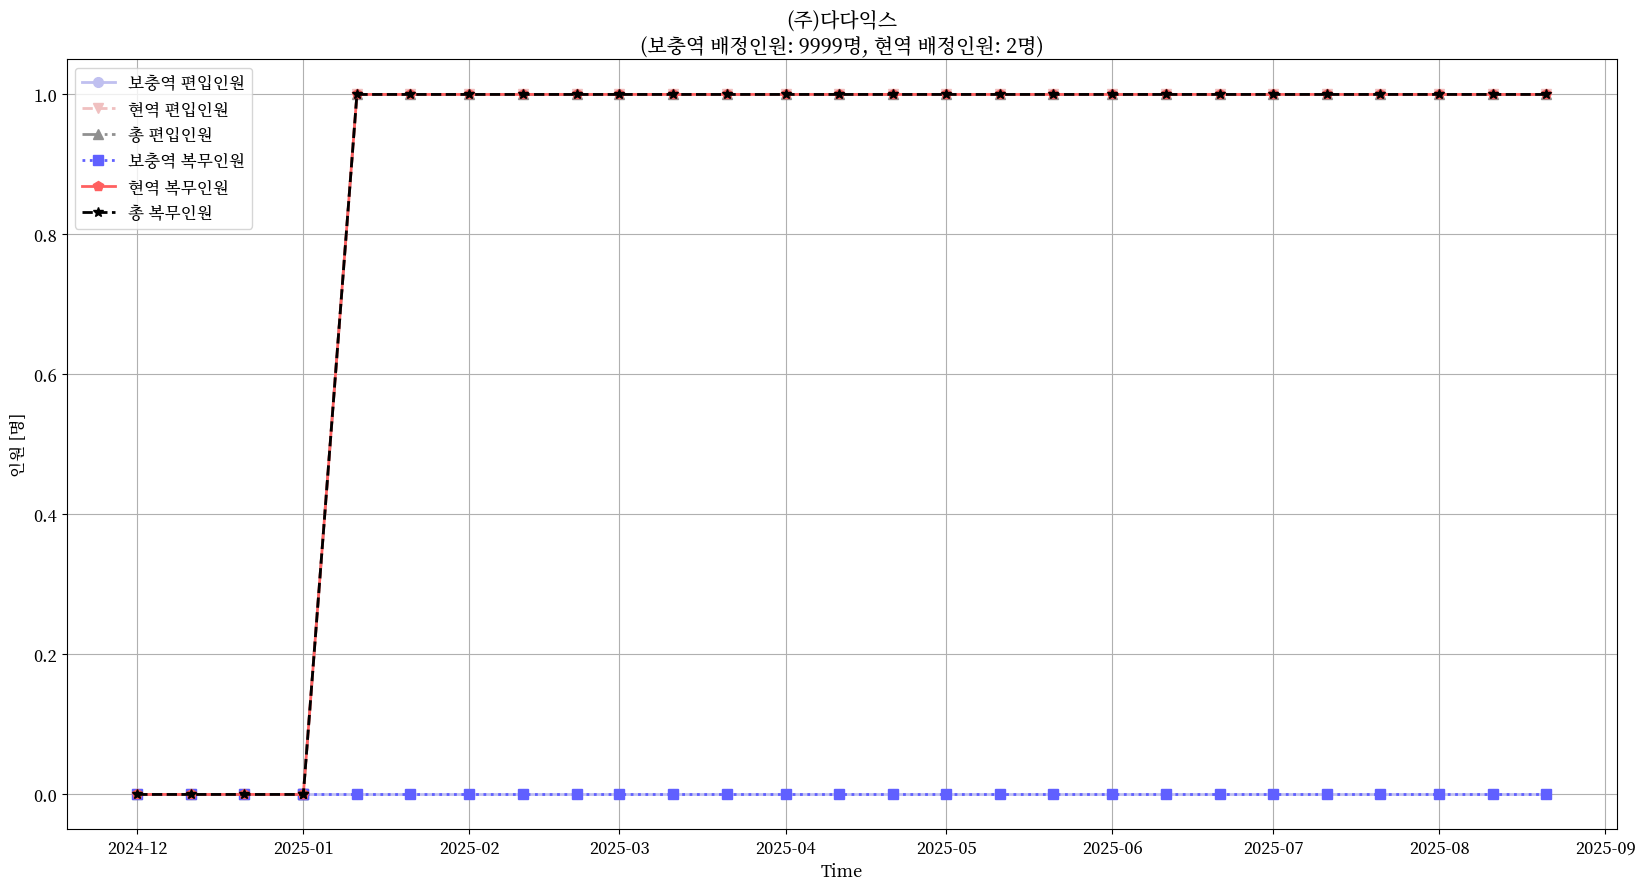 (주)다다익스
(보충역 배정인원: 9999명, 현역 배정인원: 2명)
보충역 편입인원
현역 편입인원
총 편입인원
보충역 복무인원
현역 복무인원
총 복무인원
인원 [명]
1.0
0.8
0.6
0.4
0.2
0.0
2024-12 2025-01 2025-02 2025-03 2025-04 2025-05 2025-06 2025-07 2025-08 2025-09
Time